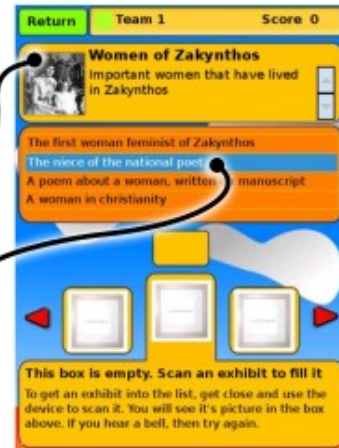 Return
Team 1
Score 0
Women of Zakynthos
Important women that have lived
in Zakynthos
The first woman feminist of Zakynthos
The niece of the national poet
A poem about a woman, written manuscript
A woman in christianity
This box is empty. Scan an exhibit to fill it
To get an exhibit into the list, get close and use the
device to scan it. You will see it's picture in the box
above. If you hear a bell, then try again.